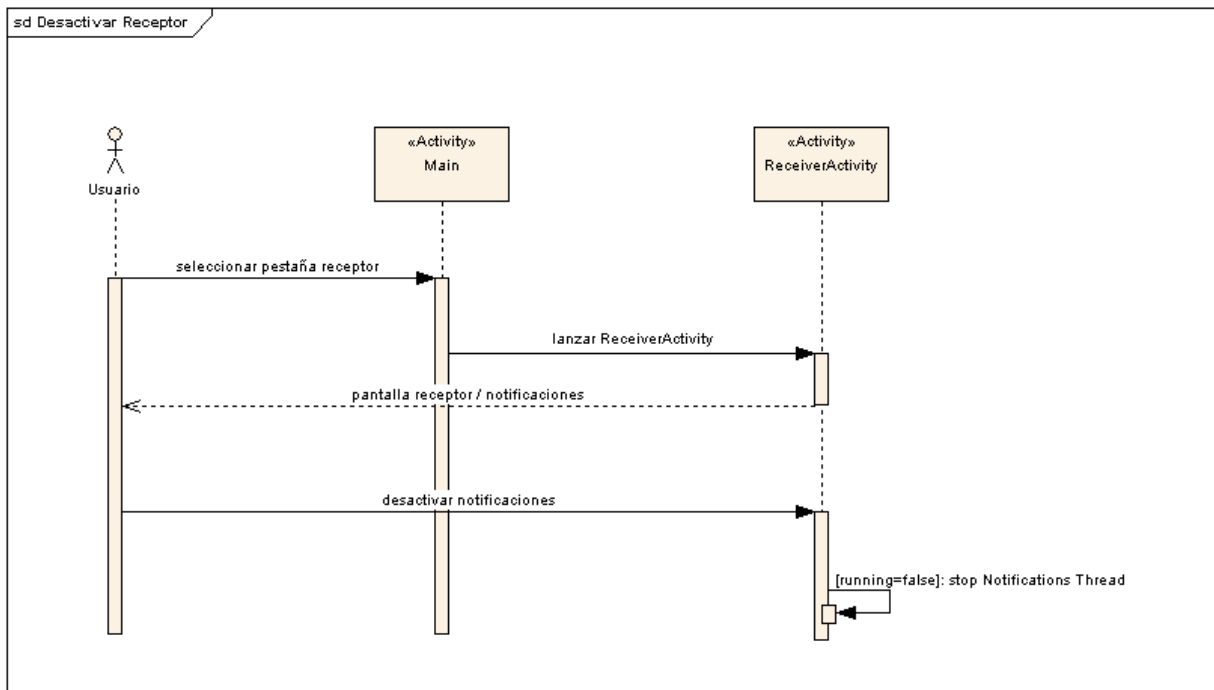 sd Desactivar Receptor
Usuario
«Activity»
Main
«Activity»
ReceiverActivity
seleccionar pestaña receptor
lanzar ReceiverActivity
pantalla receptor / notificaciones
desactivar notificaciones
[running=false]: stop Notifications Thread